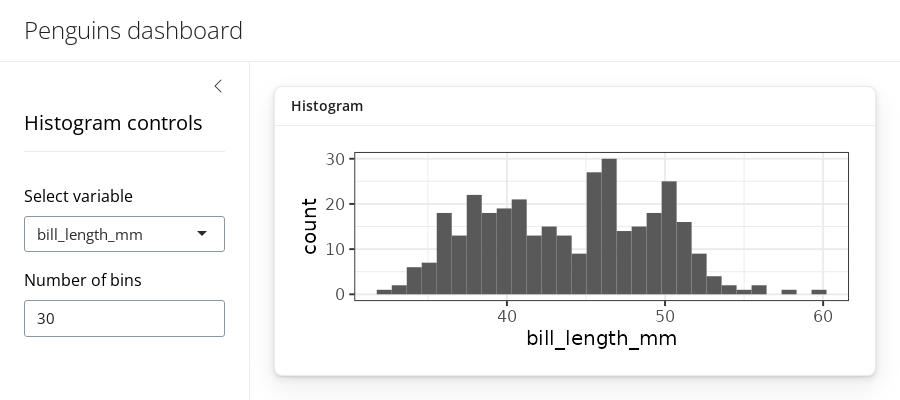 Penguins dashboard
Histogram controls
Select variable
bill_length_mm
Number of bins
30
Histogram
30
20
10
0
count
40 50 60
bill_length_mm